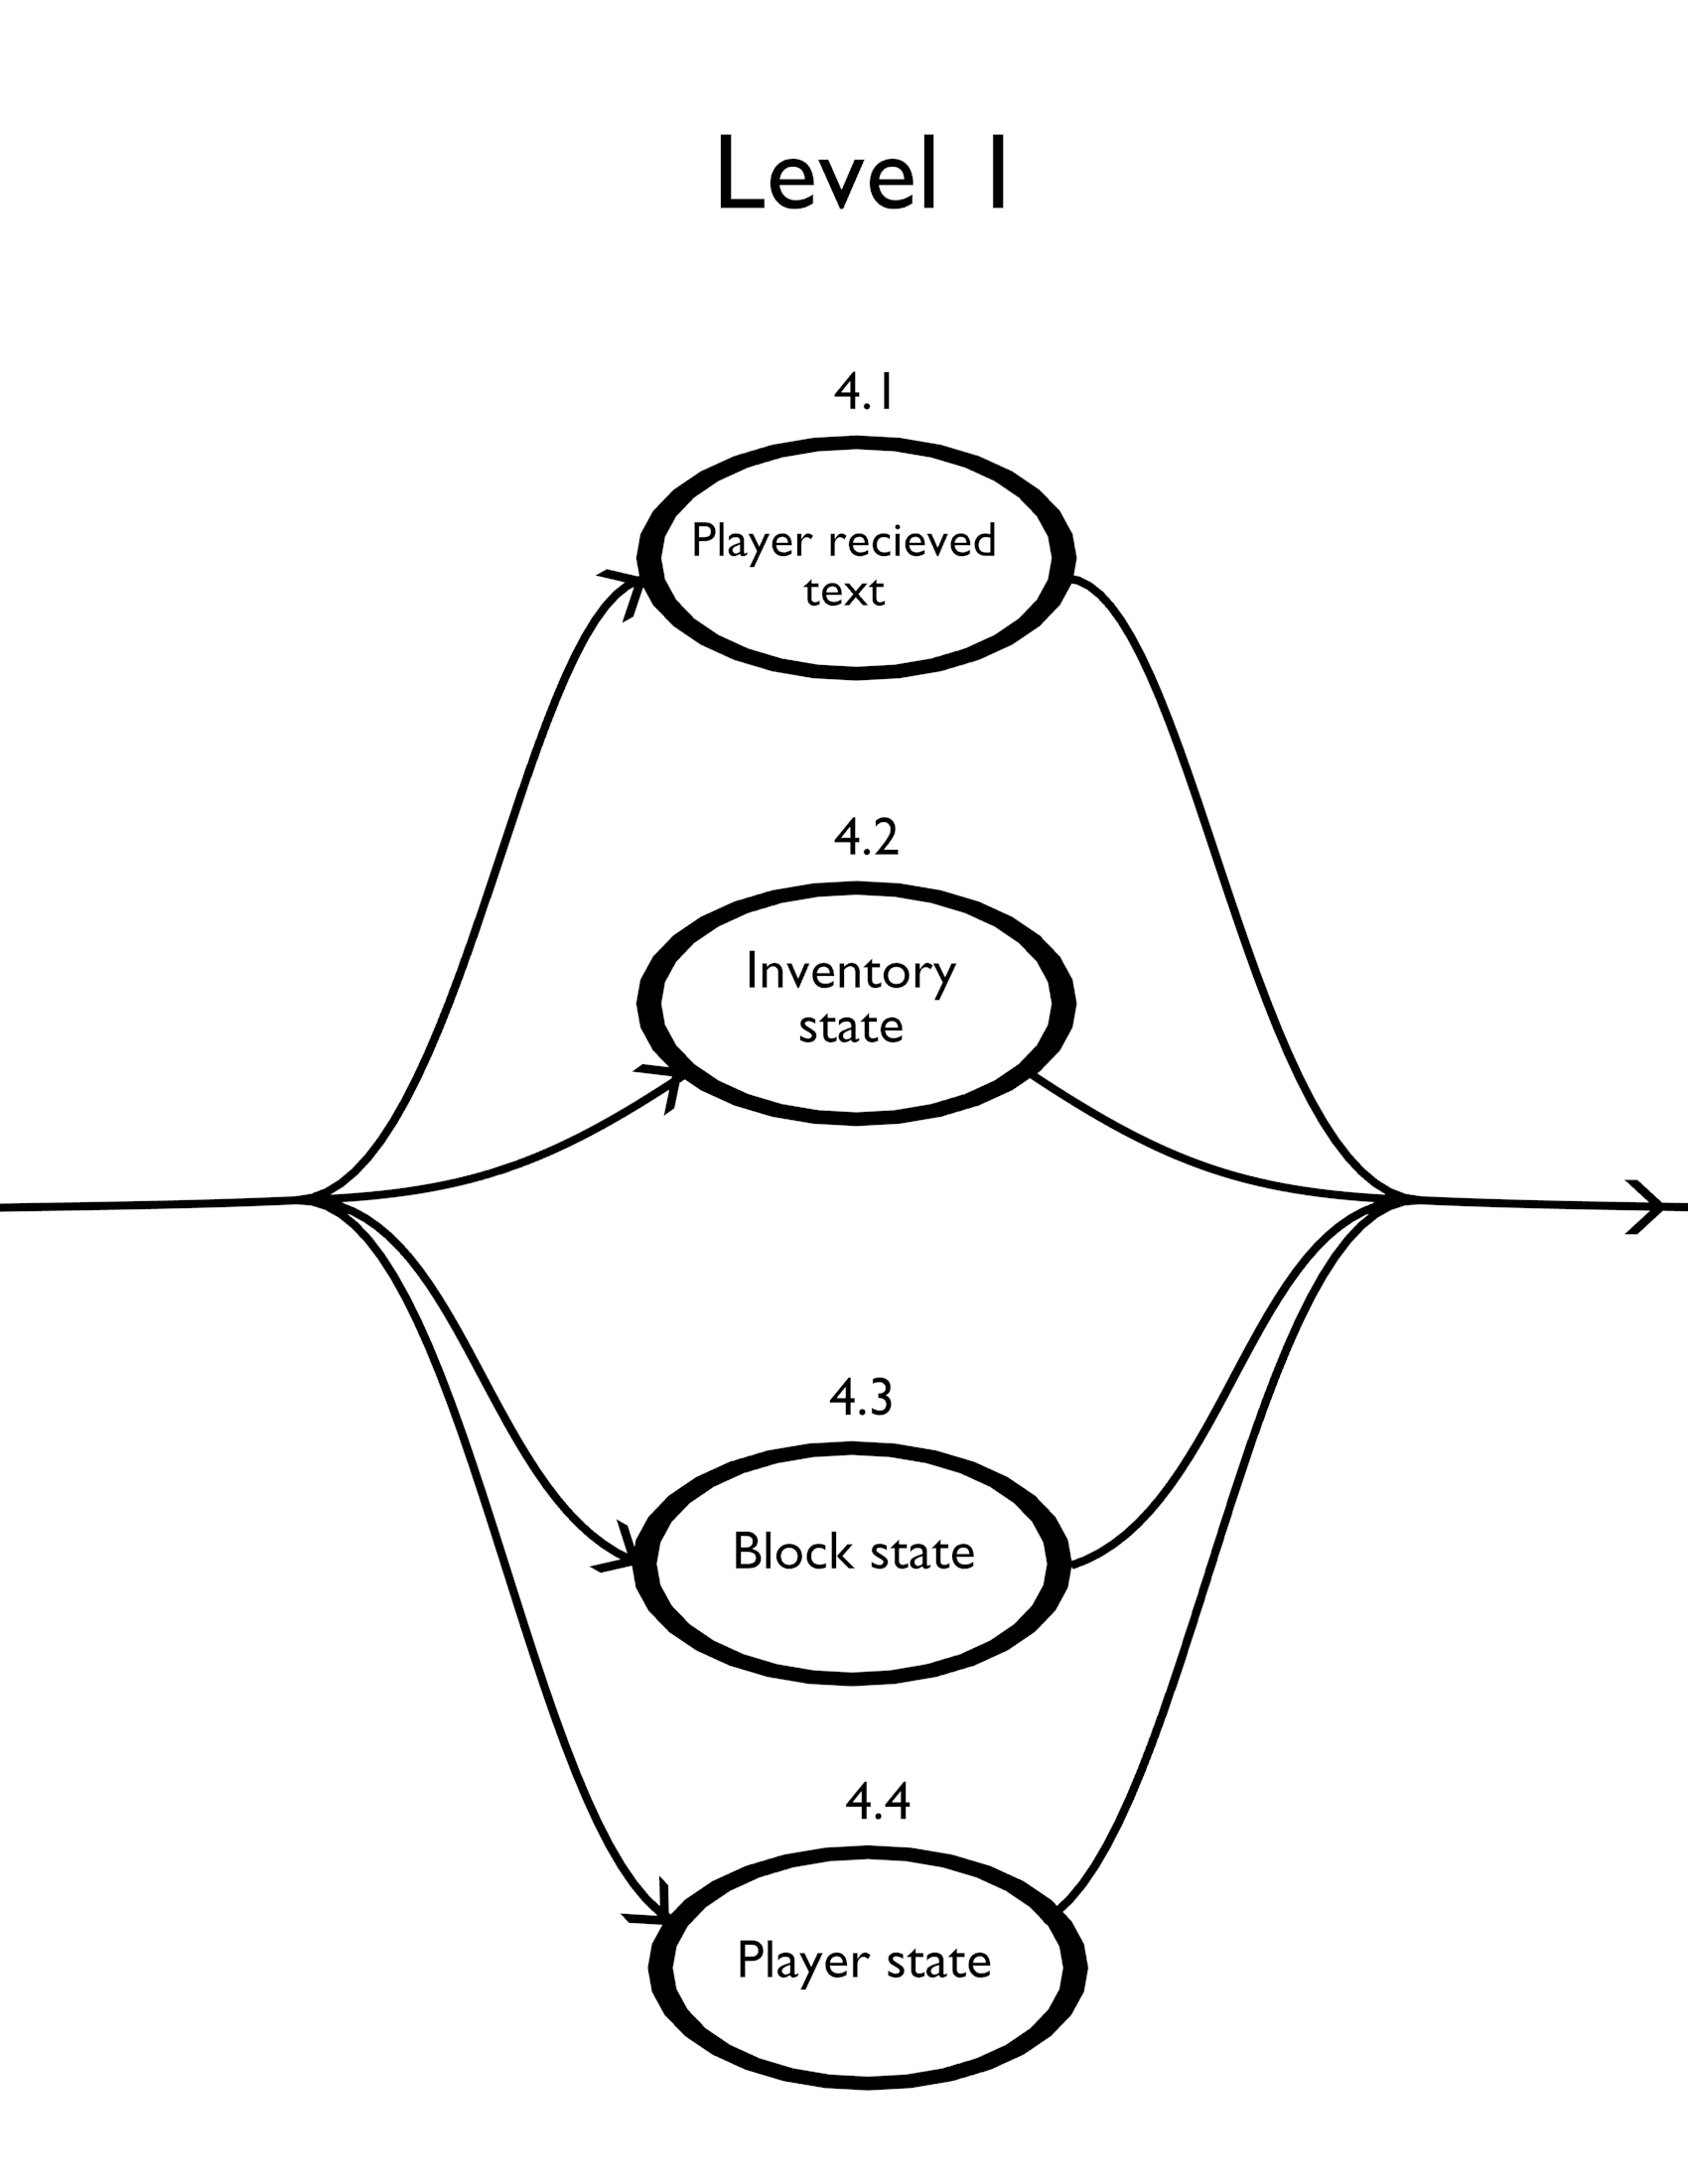 Level 1
4.1
Player recieved
text
4.2
Inventory
state
4.3
Block state
4.4
Player state